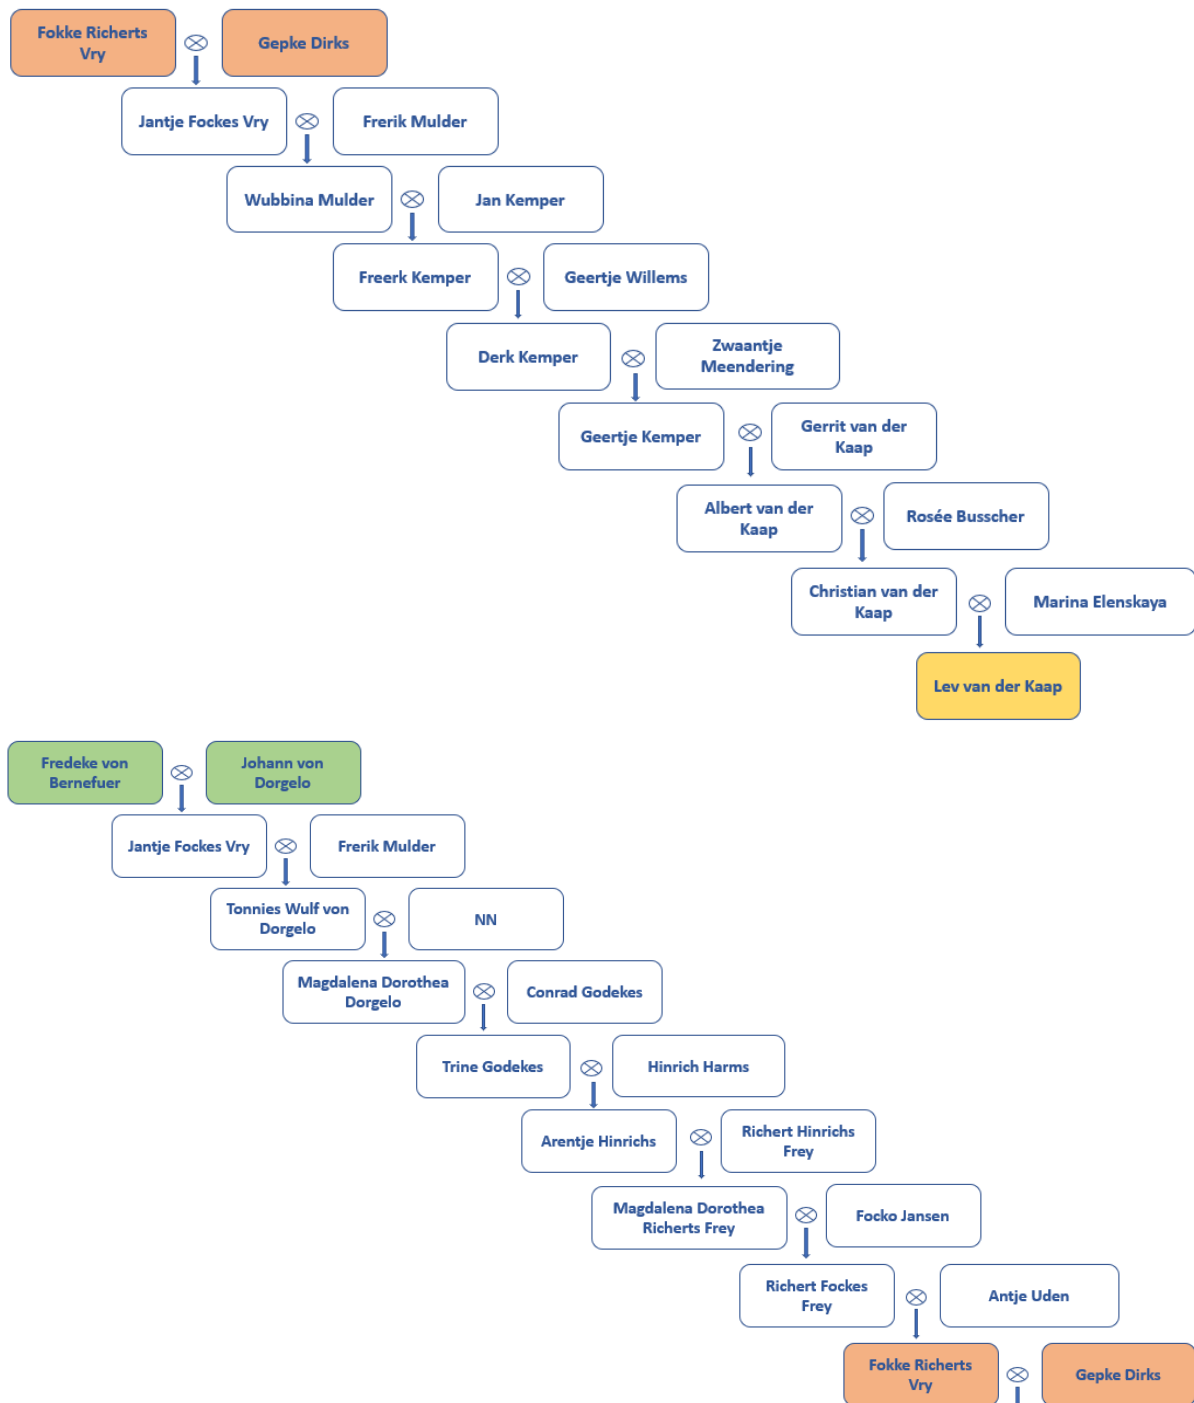 Fokke Richerts
Vry
Gepke Dirks
Jantje Fockes Vry
Frerik Mulder
Wubbina Mulder
Jan Kemper
Freerk Kemper
Geertje Willems
Derk Kemper
Zwaantje
Meendering
Geertje Kemper
Gerrit van der
Kaap
Albert van der
Kaap
Rosée Busscher
Christian van der
Kaap
Marina Elenskaya
Lev van der Kaap
Fredeke von
Bernefuer
Johann von
Dorgelo
Jantje Fockes Vry
Frerik Mulder
Tonnies Wulf von
Dorgelo
NN
Magdalena Dorothea
Dorgelo
Conrad Godekes
Trine Godekes
Hinrich Harms
Arentje Hinrichs
Richert Hinrichs
Frey
Magdalena Dorothea
Richerts Frey
Focko Jansen
Richert Fockes
Frey
Antje Uden
Fokke Richerts
Vry
Gepke Dirks